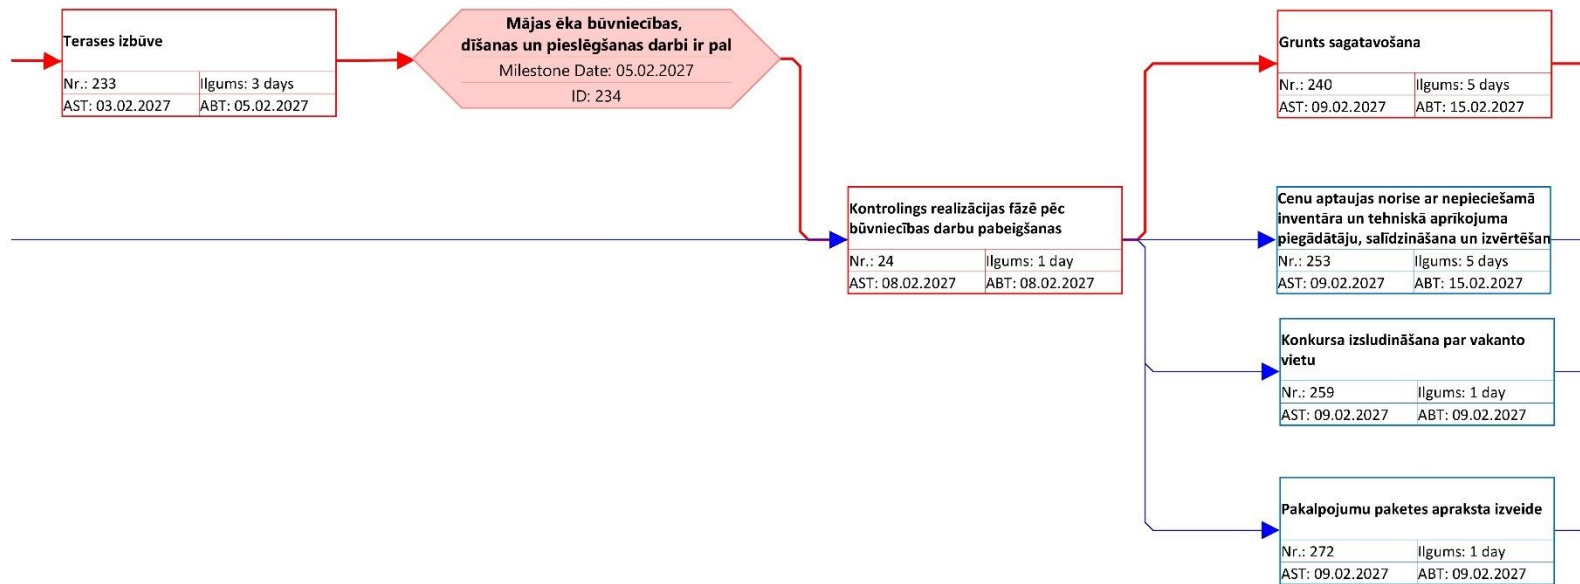 Terases izbūve
Nr.: 233 Ilgums: 3 days
AST: 03.02.2027 ABT: 05.02.2027
Mājas ēka būvniecības,
dīšanas un pieslēgšanas darbi ir pal
Milestone Date: 05.02.2027
ID: 234
Kontrolings realizācijas fāzē pēc
būvniecības darbu pabeigšanas
Nr.: 24 Ilgums: 1 day
AST: 08.02.2027 ABT: 08.02.2027
Grunts sagatavošana
Nr.: 240 Ilgums: 5 days
AST: 09.02.2027 ABT: 15.02.2027
Cenu aptaujas norise ar nepieciešamā
inventāra un tehniskā aprīkojuma
piegādātāju, salīdzināšana un izvērtēšan
Nr.: 253 Ilgums: 5 days
AST: 09.02.2027 ABT: 15.02.2027
Konkursa izsludināšana par vakanto
vietu
Nr.: 259 Ilgums: 1 day
AST: 09.02.2027 ABT: 09.02.2027
Pakalpojumu paketes apraksta izveide
Nr.: 272 Ilgums: 1 day
AST: 09.02.2027 ABT: 09.02.2027